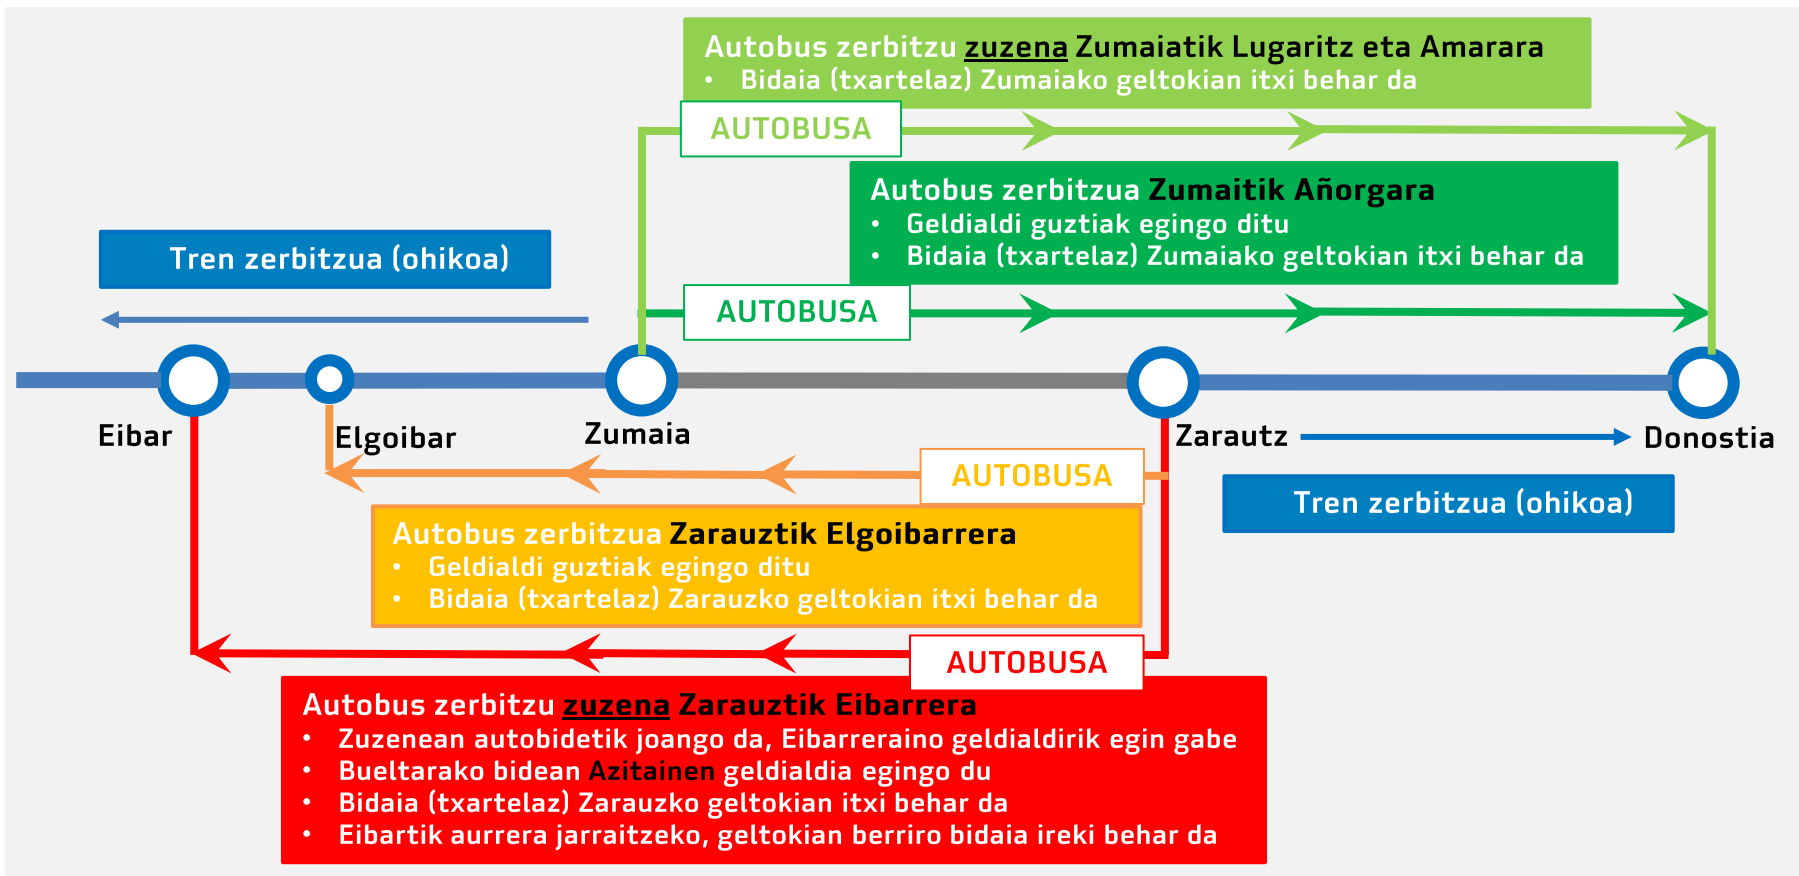 Autobus zerbitzu zuzena Zumaiatik Lugaritz eta Amarara
• Bidaia (txartelaz) Zumaiako geltokian itxi behar da
AUTOBUSA
Autobus zerbitzua Zumaitik Añorgara
• Geldialdi guztiak egingo ditu
• Bidaia (txartelaz) Zumaiako geltokian itxi behar da
Tren zerbitzua (ohikoa)
AUTOBUSA
Eibar
Elgoibar
Zumaia
Zarautz
Donostia
AUTOBUSA
Tren zerbitzua (ohikoa)
Autobus zerbitzua Zarauztik Elgoibarrera
• Geldialdi guztiak egingo ditu
• Bidaia (txartelaz) Zarauzko geltokian itxi behar da
AUTOBUSA
Autobus zerbitzu zuzena Zarauztik Eibarrera
• Zuzenean autobidetik joango da, Eibarreraino geldialdirik egin gabe
• Bueltarako bidean Azitainen geldialdia egingo du
• Bidaia (txartelaz) Zarauzko geltokian itxi behar da
• Eibartik aurrera jarraitzeko, geltokian berriro bidaia ireki behar da